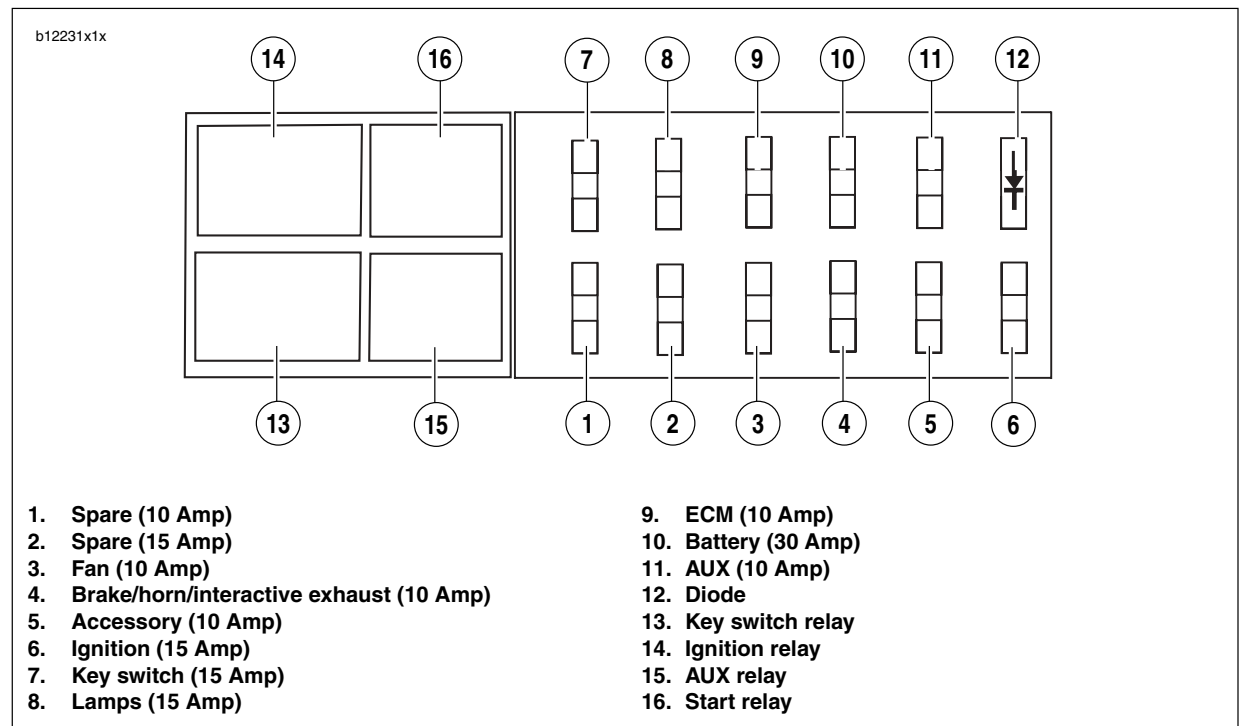 b12231x1x
14 16 7 8 9 10 11 12
13 15 1 2 3 4 5 6
1. Spare (10 Amp)
2. Spare (15 Amp)
3. Fan (10 Amp)
4. Brake/horn/interactive exhaust (10 Amp)
5. Accessory (10 Amp)
6. Ignition (15 Amp)
7. Key switch (15 Amp)
8. Lamps (15 Amp)
9. ECM (10 Amp)
10. Battery (30 Amp)
11. AUX (10 Amp)
12. Diode
13. Key switch relay
14. Ignition relay
15. AUX relay
16. Start relay